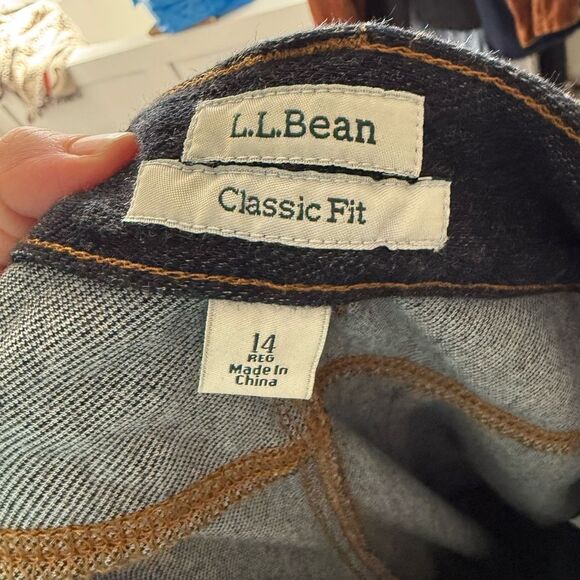 L.L.Bean
Classic Fit
14
REG
Made In
China